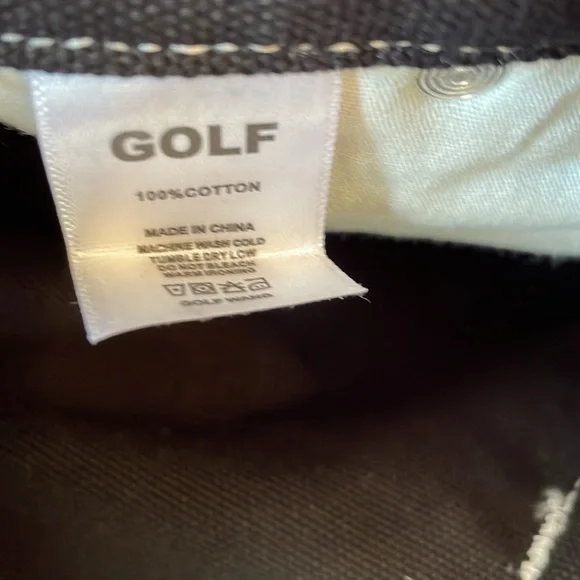 GOLF
100%COTTON
MADE IN CHINA
MACHINE WASH COLD
TUMBLE DRY LOW
DO NOT BLEACH
WARM IRONING
GOLF WANG